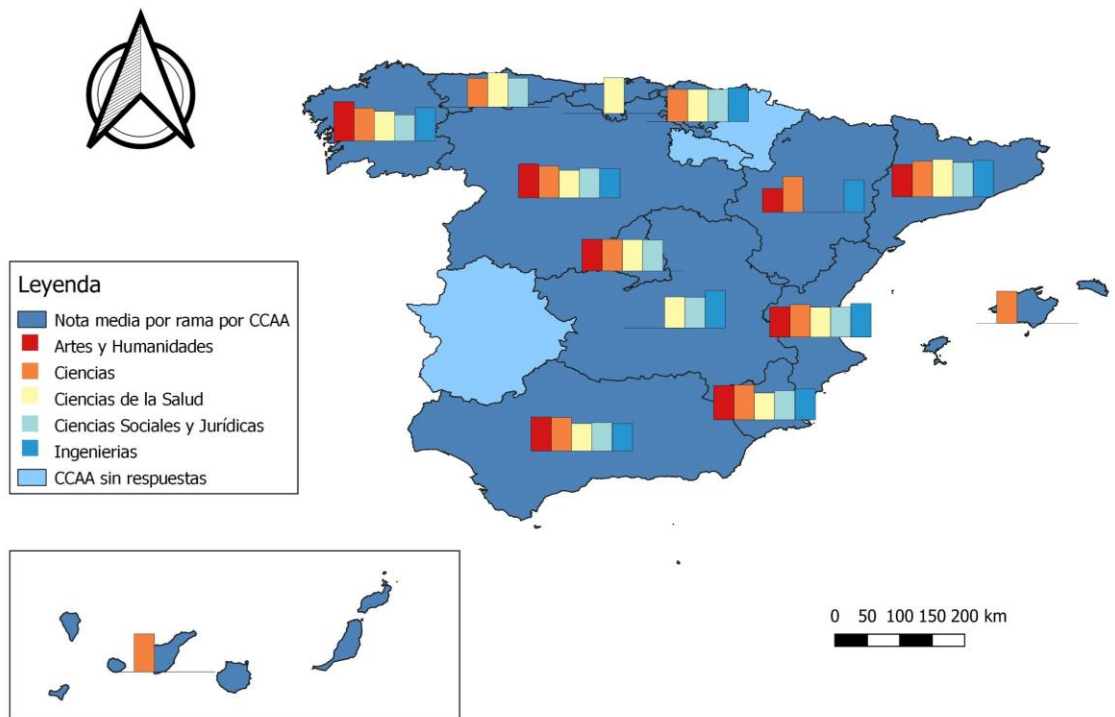 Leyenda
Nota media por rama por CCAA
Artes y Humanidades
Ciencias
Ciencias de la Salud
Ciencias Sociales y Jurídicas
Ingenierias
CCAA sin respuestas
0 50 100 150 200 km